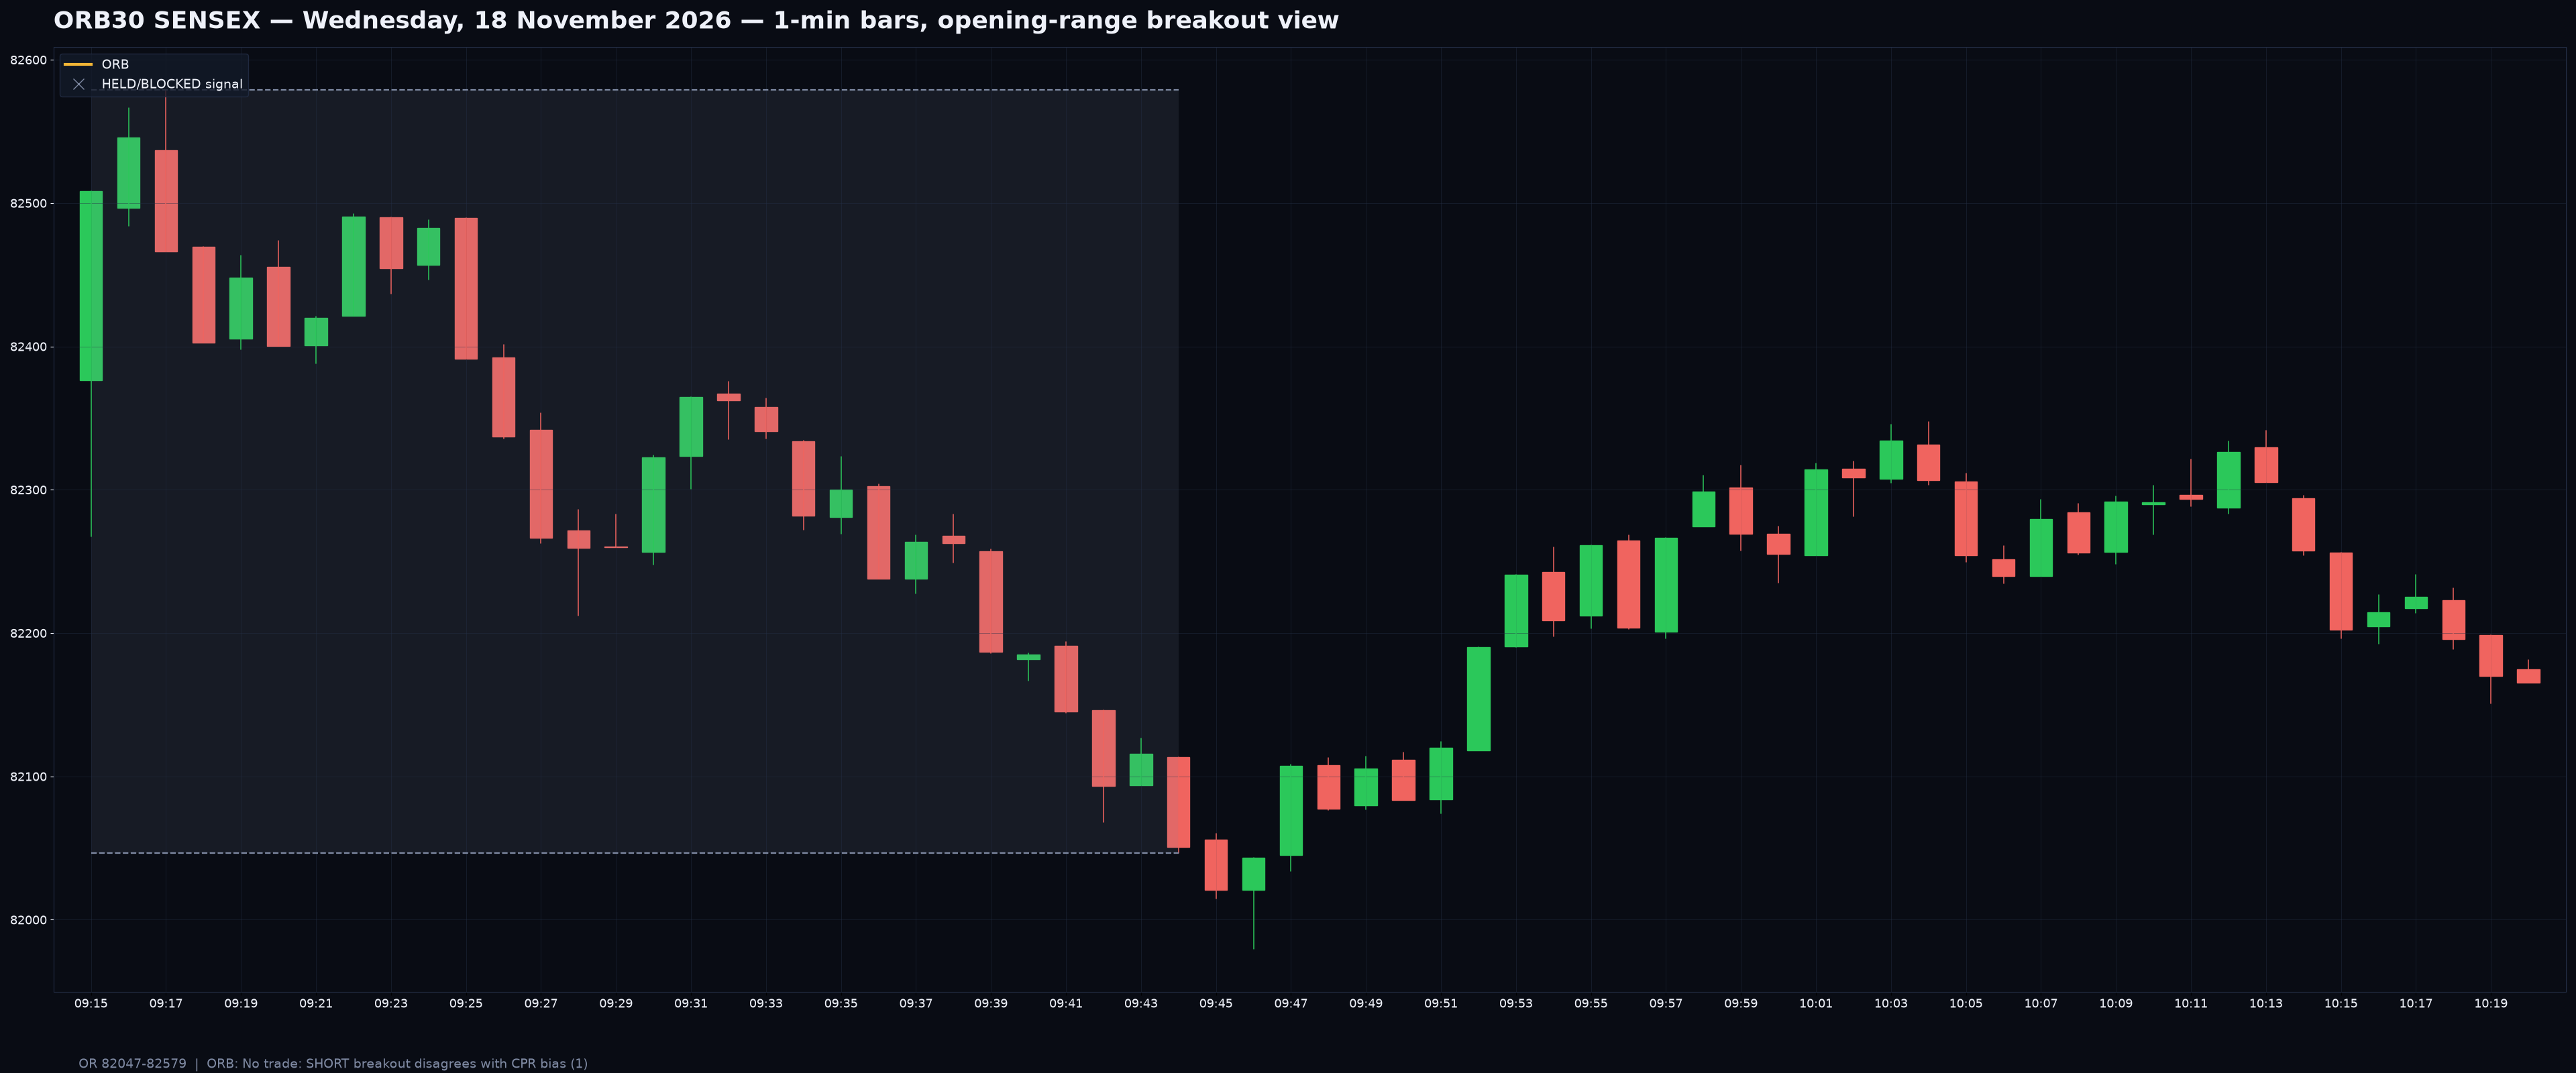 ORB30 SENSEX — Wednesday, 18 November 2026 — 1-min bars, opening-range breakout view
ORB
HELD/BLOCKED signal
82600
82500
82400
82300
82200
82100
82000
09:15 09:17 09:19 09:21 09:23 09:25 09:27 09:29 09:31 09:33 09:35 09:37 09:39 09:41 09:43 09:45 09:47 09:49 09:51 09:53 09:55 09:57 09:59 10:01 10:03 10:05 10:07 10:09 10:11 10:13 10:15 10:17 10:19
OR 82047-82579 | ORB: No trade: SHORT breakout disagrees with CPR bias (1)